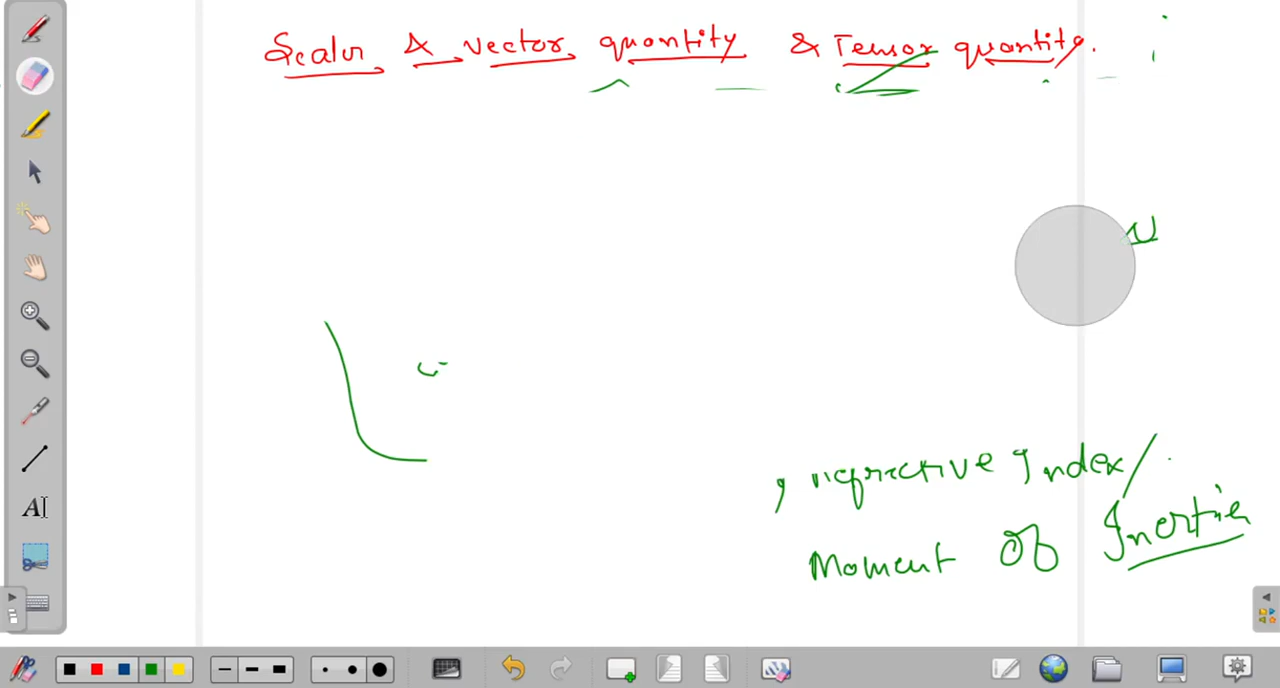 Scalar & vector quantity & Tensor quantity.
, refractive Index/
Moment of Inertia